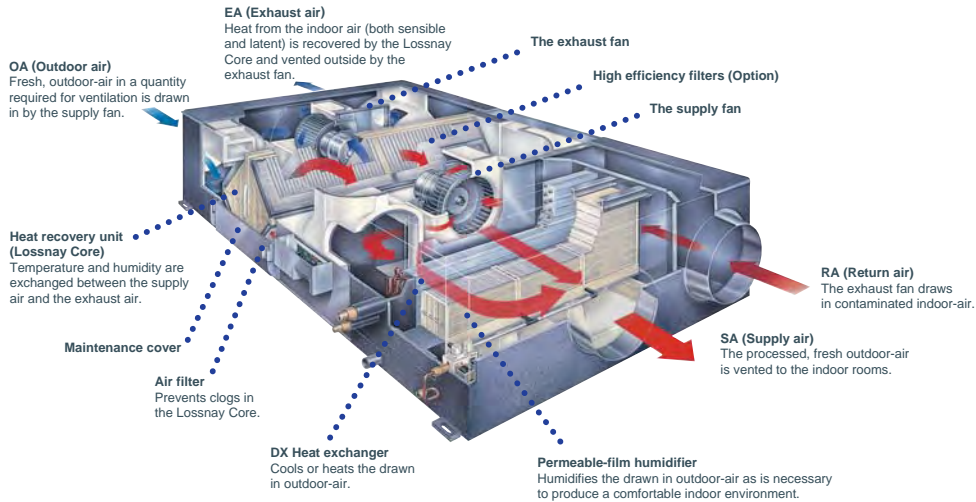 EA (Exhaust air)
Heat from the indoor air (both sensible
and latent) is recovered by the Lossnay
Core and vented outside by the
exhaust fan.
The exhaust fan
OA (Outdoor air)
Fresh, outdoor-air in a quantity
required for ventilation is drawn
in by the supply fan.
High efficiency filters (Option)
The supply fan
Heat recovery unit
(Lossnay Core)
Temperature and humidity are
exchanged between the supply
air and the exhaust air.
RA (Return air)
The exhaust fan draws
in contaminated indoor-air.
SA (Supply air)
The processed, fresh outdoor-air
is vented to the indoor rooms.
Maintenance cover
Air filter
Prevents clogs in
the Lossnay Core.
DX Heat exchanger
Cools or heats the drawn
in outdoor-air.
Permeable-film humidifier
Humidifies the drawn in outdoor-air as is necessary
to produce a comfortable indoor environment.